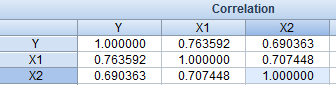 Correlation
Y X1 X2
Y 1.000000 0.763592 0.690363
X1 0.763592 1.000000 0.707448
X2 0.690363 0.707448 1.000000